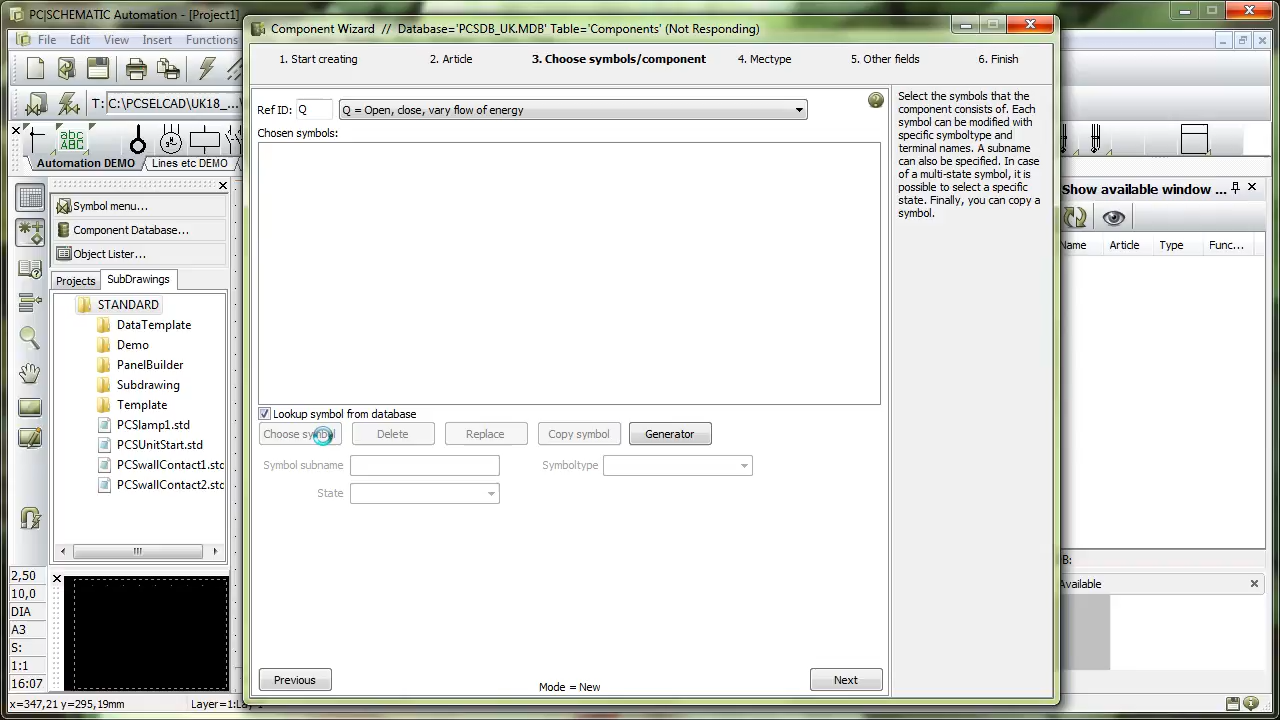 PC|SCHEMATIC Automation - [Project1]
File Edit View Insert Functions
T: C:\PCSELCAD\UK18_...
Automation DEMO Lines etc DEMO
Symbol menu...
Component Database...
Object Lister...
Projects SubDrawings
STANDARD
DataTemplate
Demo
PanelBuilder
Subdrawing
Template
PCSlamp1.std
PCSUnitStart.std
PCSwallContact1.std
PCSwallContact2.std
2,50
10,0
DIA
A3
S:
1:1
16:07
x=347,21 y=295,19mm Layer=1:
Component Wizard // Database='PCSDB_UK.MDB' Table='Components' (Not Responding)
1. Start creating 2. Article 3. Choose symbols/component 4. Mectype 5. Other fields 6. Finish
Ref ID: Q Q = Open, close, vary flow of energy
Chosen symbols:
Lookup symbol from database
Choose symbol Delete Replace Copy symbol Generator
Symbol subname Symboltype
State
Previous Next
Mode = New
Select the symbols that the
component consists of. Each
symbol can be modified with
specific symboltype and
terminal names. A subname
can also be specified. In case
of a multi-state symbol, it is
possible to select a specific
state. Finally, you can copy a
symbol.
Show available window ...
Name Article Type Func...
B:
Available